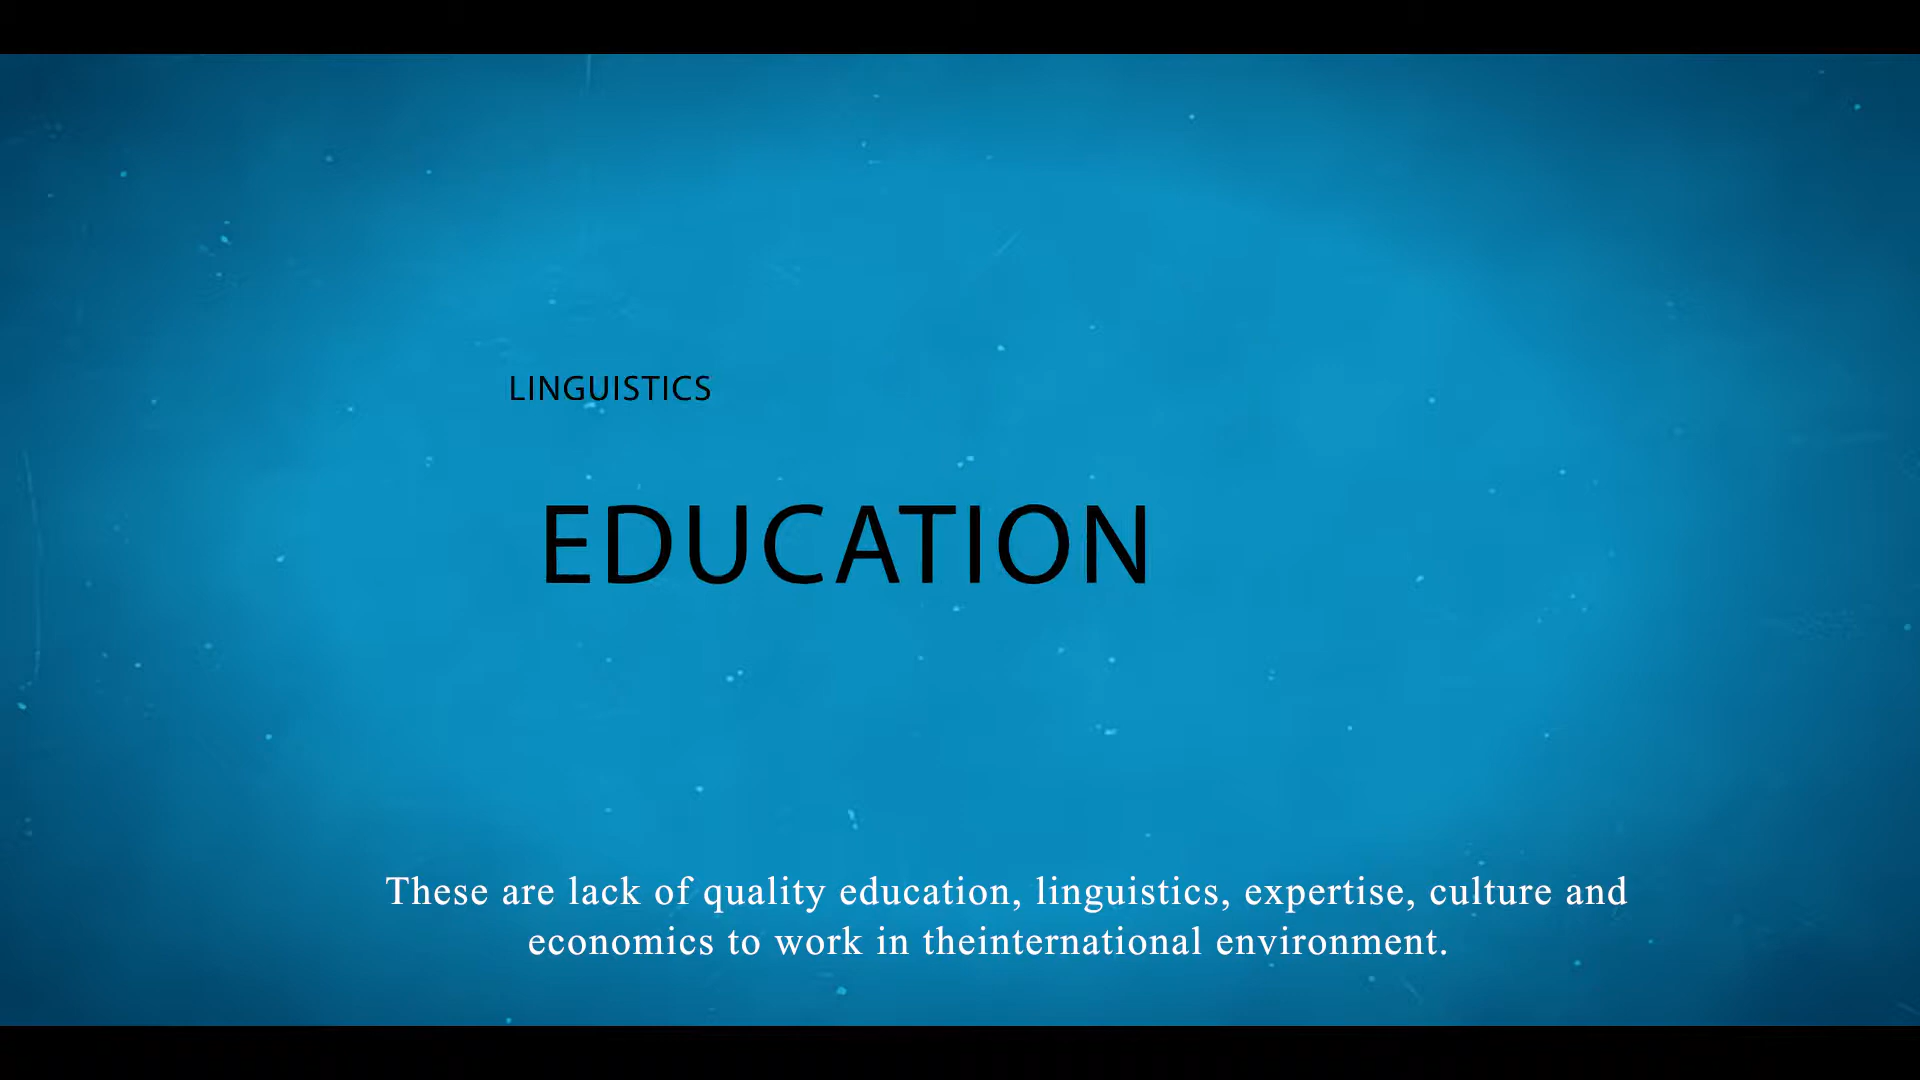 LINGUISTICS
EDUCATION
These are lack of quality education, linguistics, expertise, culture and
economics to work in theinternational environment.